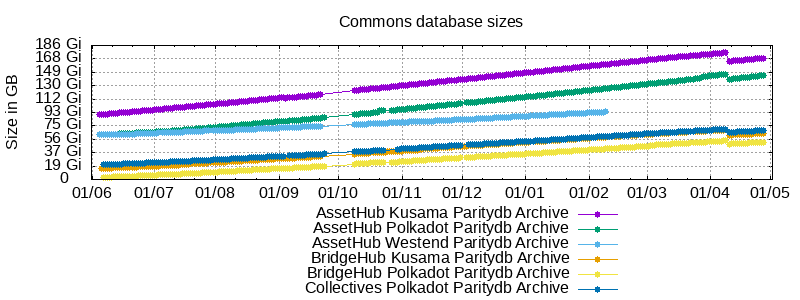 Commons database sizes
Size in GB
186 Gi
168 Gi
149 Gi
130 Gi
112 Gi
93 Gi
75 Gi
56 Gi
37 Gi
19 Gi
0
01/06 01/07 01/08 01/09 01/10 01/11 01/12 01/01 01/02 01/03 01/04 01/05
AssetHub Kusama Paritydb Archive
AssetHub Polkadot Paritydb Archive
AssetHub Westend Paritydb Archive
BridgeHub Kusama Paritydb Archive
BridgeHub Polkadot Paritydb Archive
Collectives Polkadot Paritydb Archive